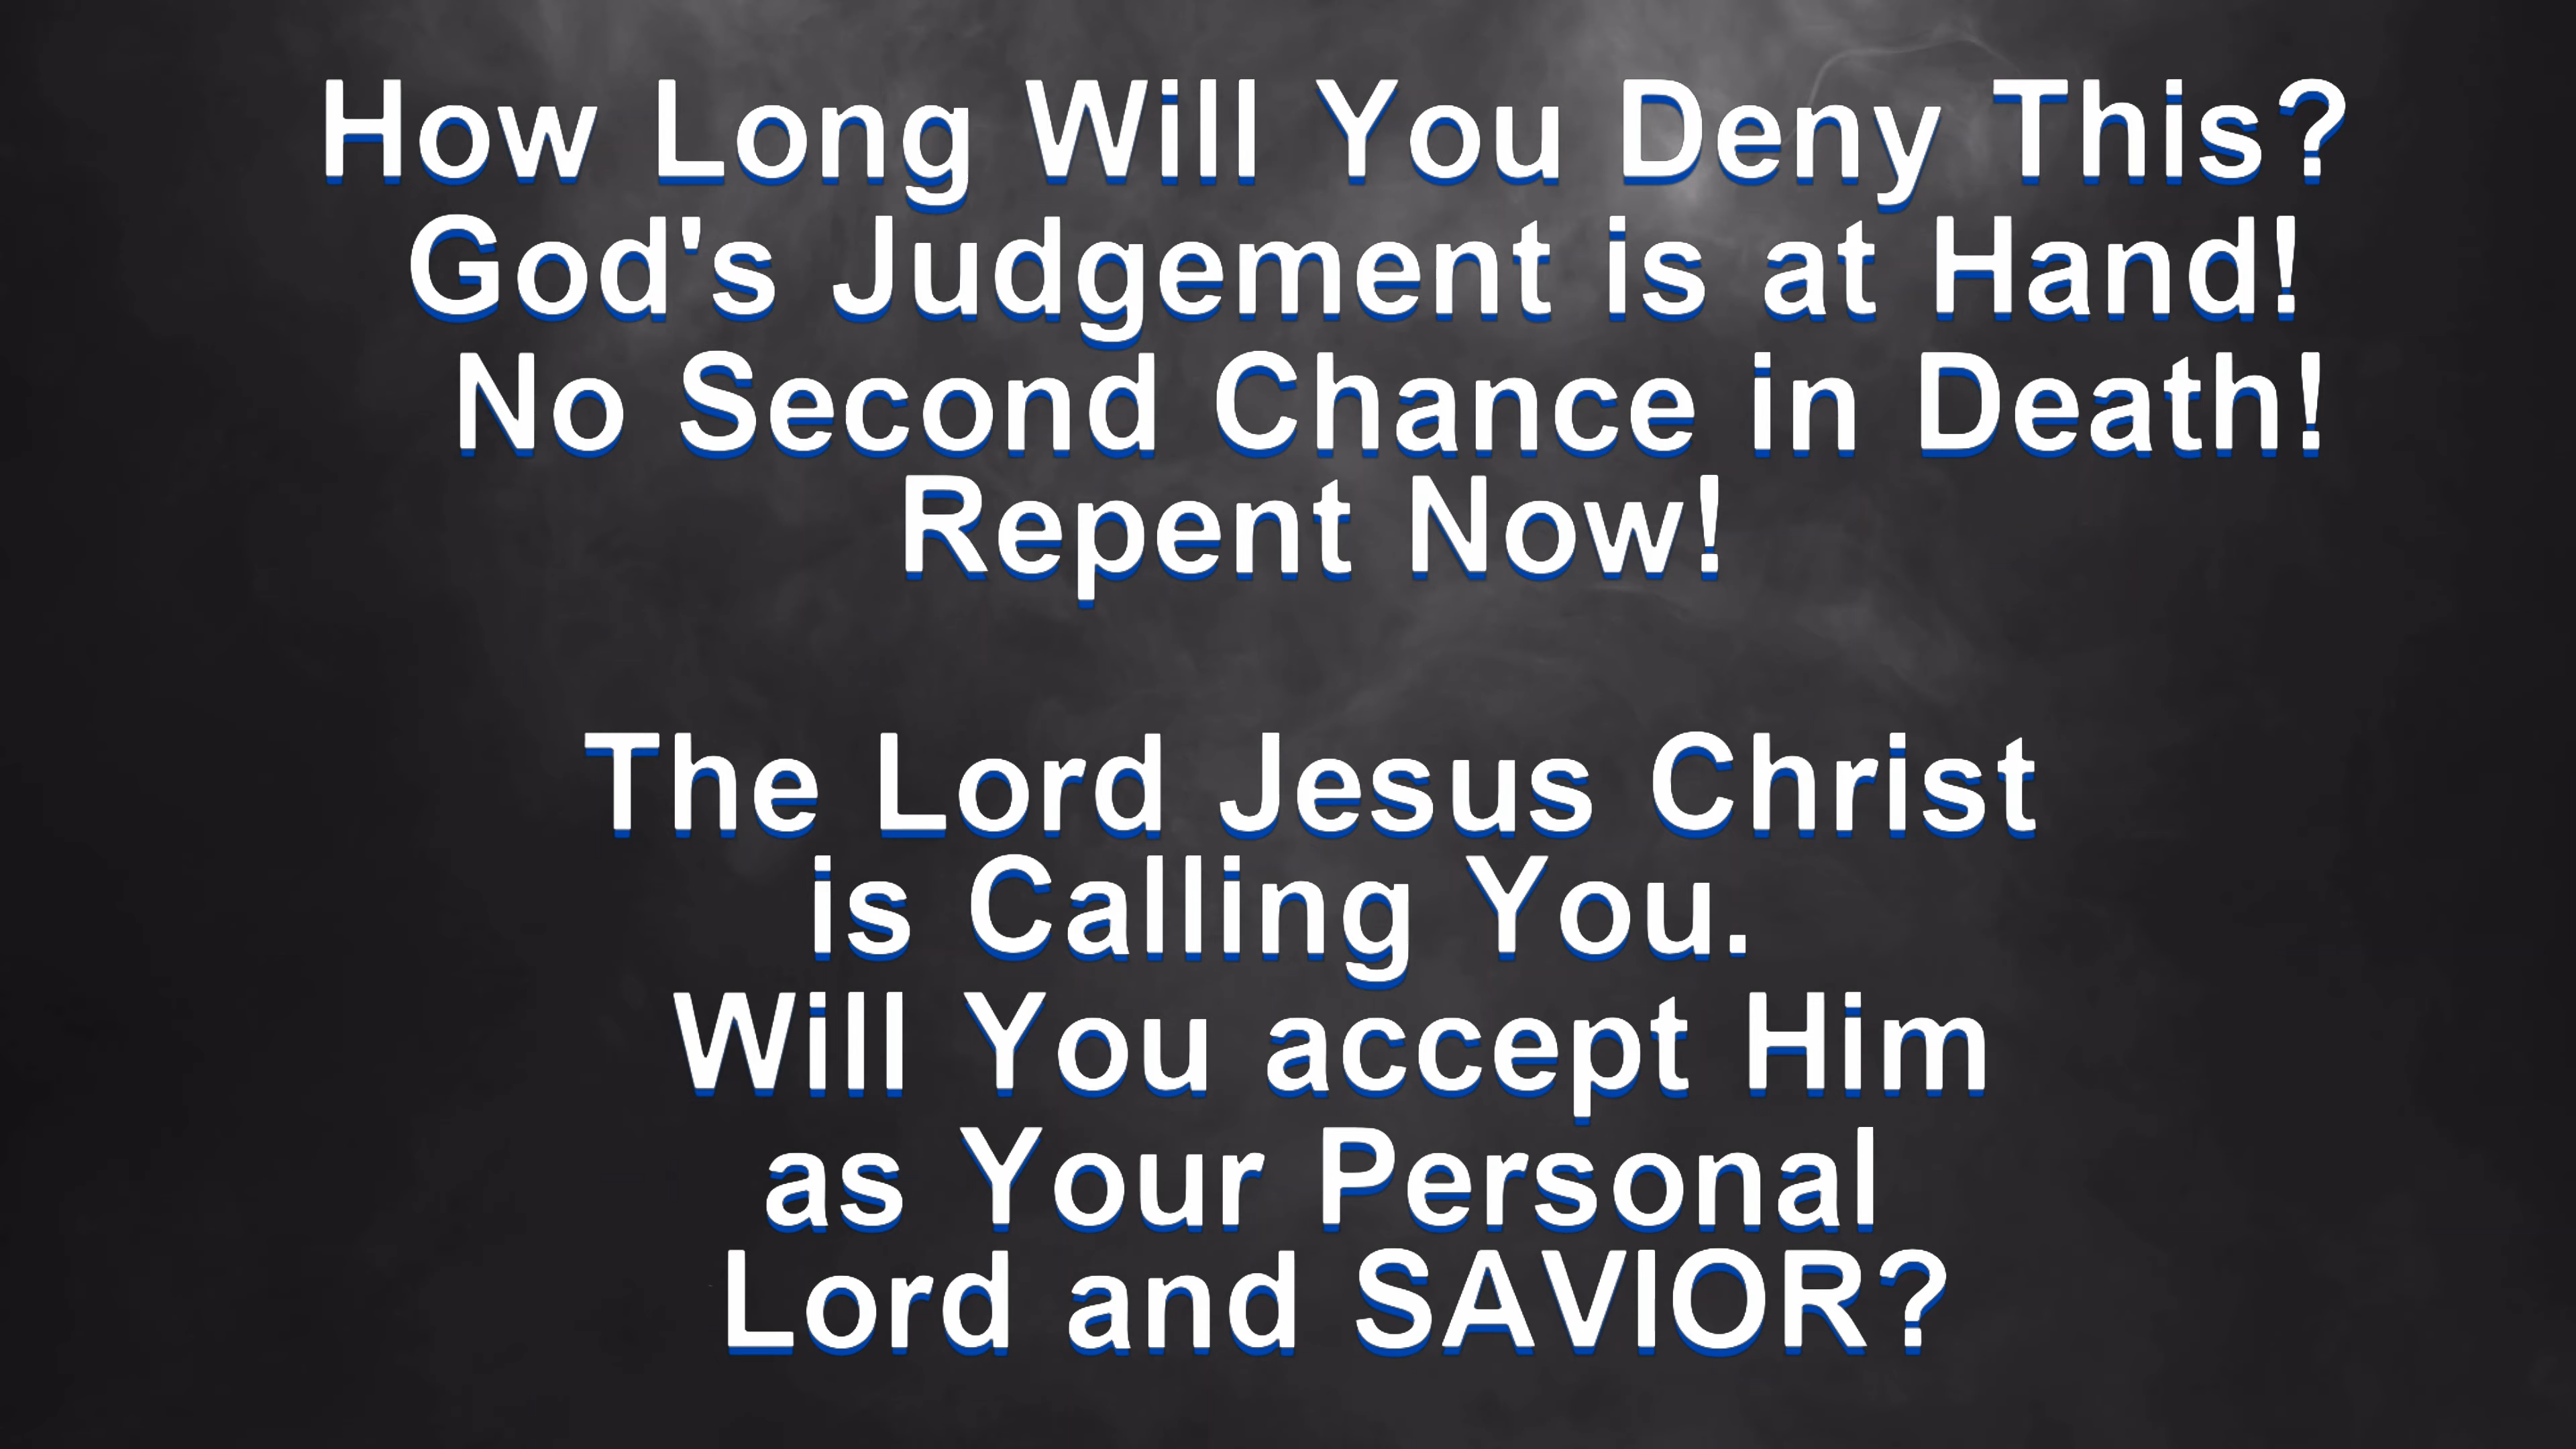 How Long Will You Deny This?
God's Judgement is at Hand!
No Second Chance in Death!
Repent Now!
The Lord Jesus Christ
is Calling You.
Will You accept Him
as Your Personal
Lord and SAVIOR?